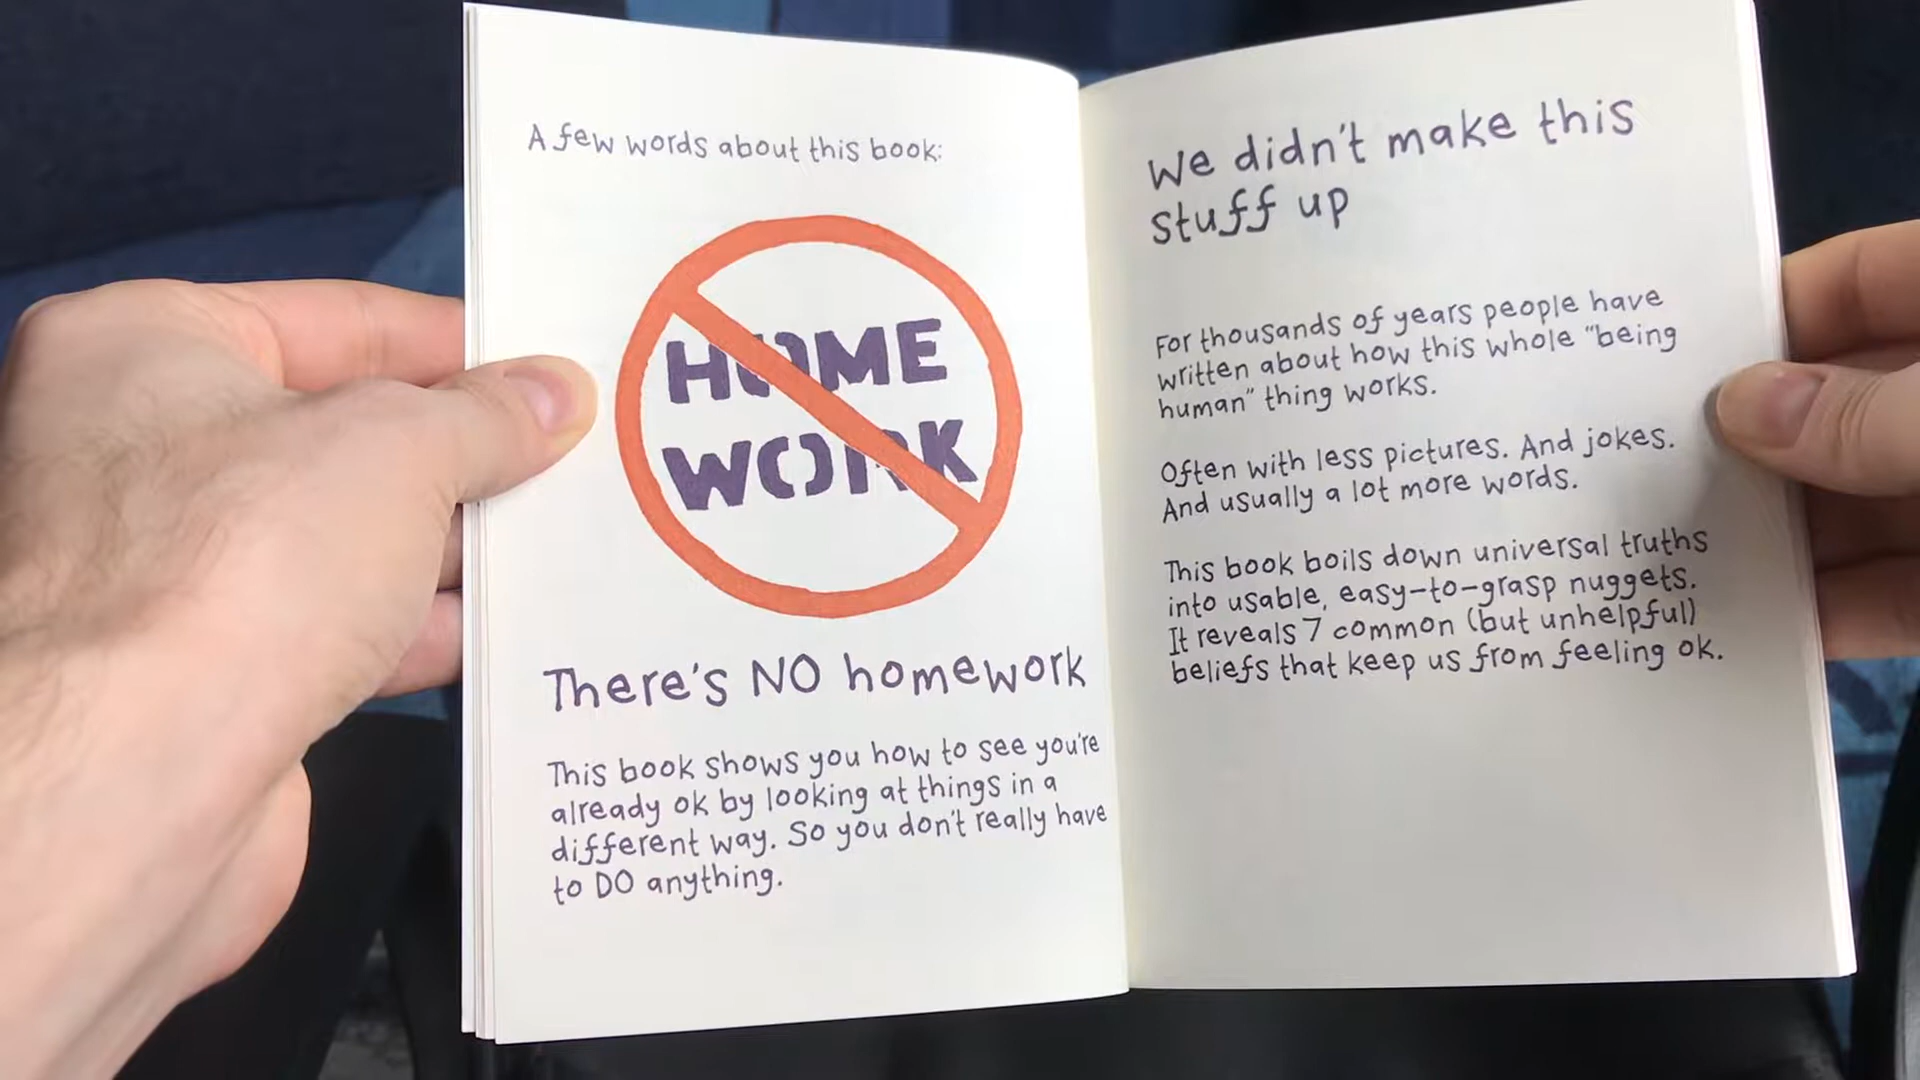 A few words about this book:
HOME
WORK
There's NO homework
This book shows you how to see you're
already ok by looking at things in a
different way. So you don't really have
to DO anything.
We didn't make this
stuff up
For thousands of years people have
written about how this whole "being
human" thing works.
Often with less pictures. And jokes.
And usually a lot more words.
This book boils down universal truths
into usable, easy-to-grasp nuggets.
It reveals 7 common (but unhelpful)
beliefs that keep us from feeling ok.